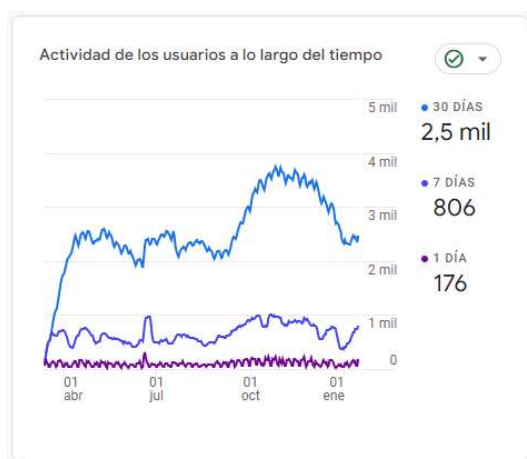 Actividad de los usuarios a lo largo del tiempo
5 mil
4 mil
3 mil
2 mil
1 mil
0
01 abr
01 jul
01 oct
01 ene
30 DÍAS
2,5 mil
7 DÍAS
806
1 DÍA
176